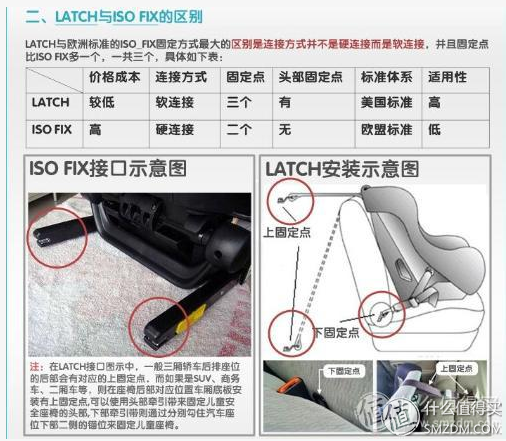 二、LATCH与ISO FIX的区别
LATCH与欧洲标准的ISO_FIX固定方式最大的区别是连接方式并不是硬连接而是软连接，并且固定点
比ISO FIX多一个，一共三个，具体如下表：
价格成本 连接方式 固定点 头部固定点 标准体系 适用性
LATCH 较低 软连接 三个 有 美国标准 高
ISO FIX 高 硬连接 二个 无 欧盟标准 低
ISO FIX接口示意图
LATCH安装示意图
上固定点
下固定点
注：在LATCH接口图示中，一般三厢轿车后排座位
的后部会有对应的上固定点、而如果是SUV、商务
车、二厢车等，则在座椅后部对应位置车厢底板安
装有上固定点,可以使用头部牵引带来固定儿童安
全座椅的头部,下部牵引带则通过分别勾住汽车座
位下部二侧的锚位来固定儿童座椅。
下固定点
上固定点
值 什么值得买
SMZDM.COM